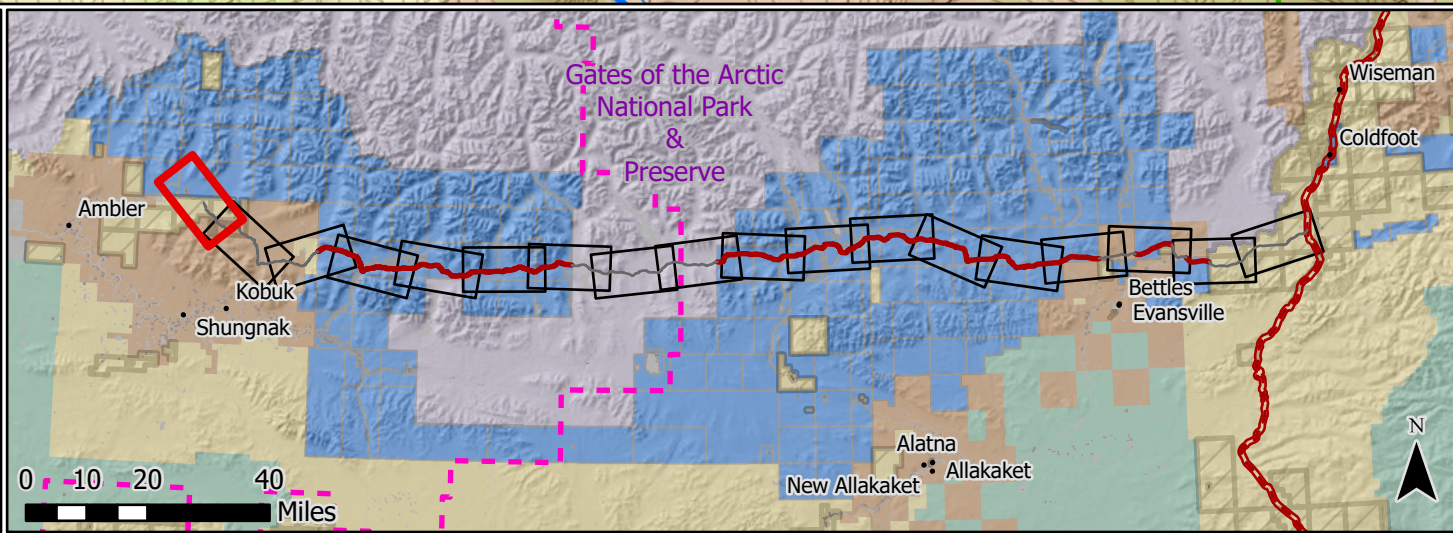 Gates of the Arctic
National Park
&
Preserve
Wiseman
Coldfoot
Ambler
Kobuk
Shungnak
Bettles
Evansville
Alatna
Allakaket
New Allakaket
N
0 10 20 40
Miles